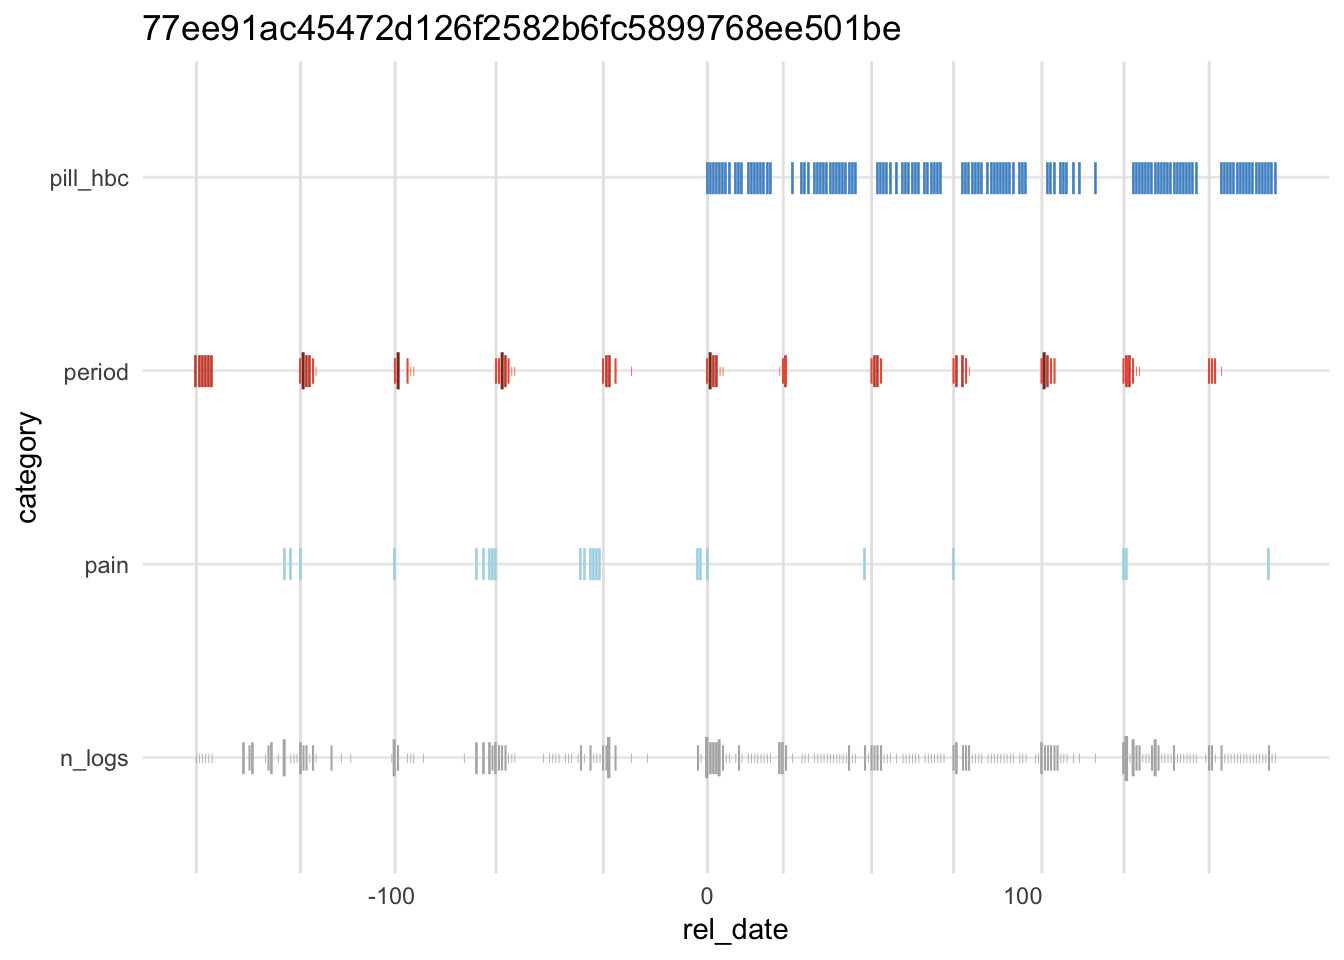 77ee91ac45472d126f2582b6fc5899768ee501be
pill_hbc
period
pain
n_logs
category
-100
0
100
rel_date